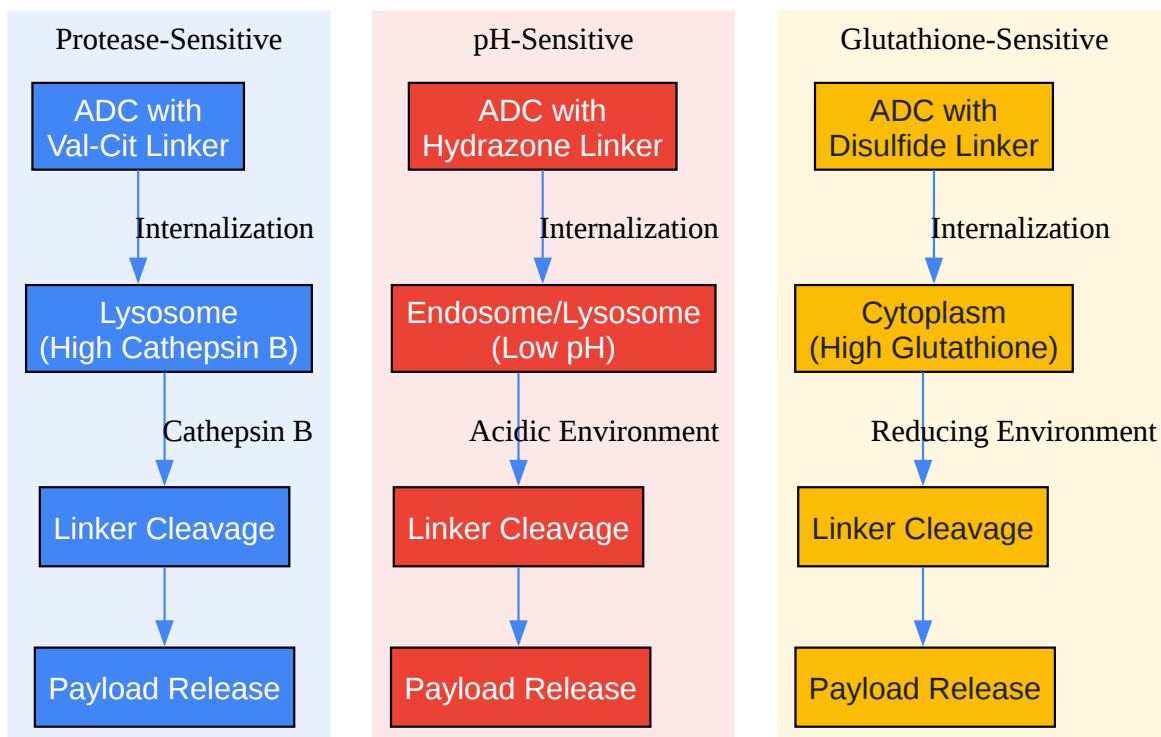 Protease-Sensitive
ADC with
Val-Cit Linker
Internalization
Lysosome
(High Cathepsin B)
Cathepsin B
Linker Cleavage
Payload Release
pH-Sensitive
ADC with
Hydrazone Linker
Internalization
Endosome/Lysosome
(Low pH)
Acidic Environment
Linker Cleavage
Payload Release
Glutathione-Sensitive
ADC with
Disulfide Linker
Internalization
Cytoplasm
(High Glutathione)
Reducing Environment
Linker Cleavage
Payload Release